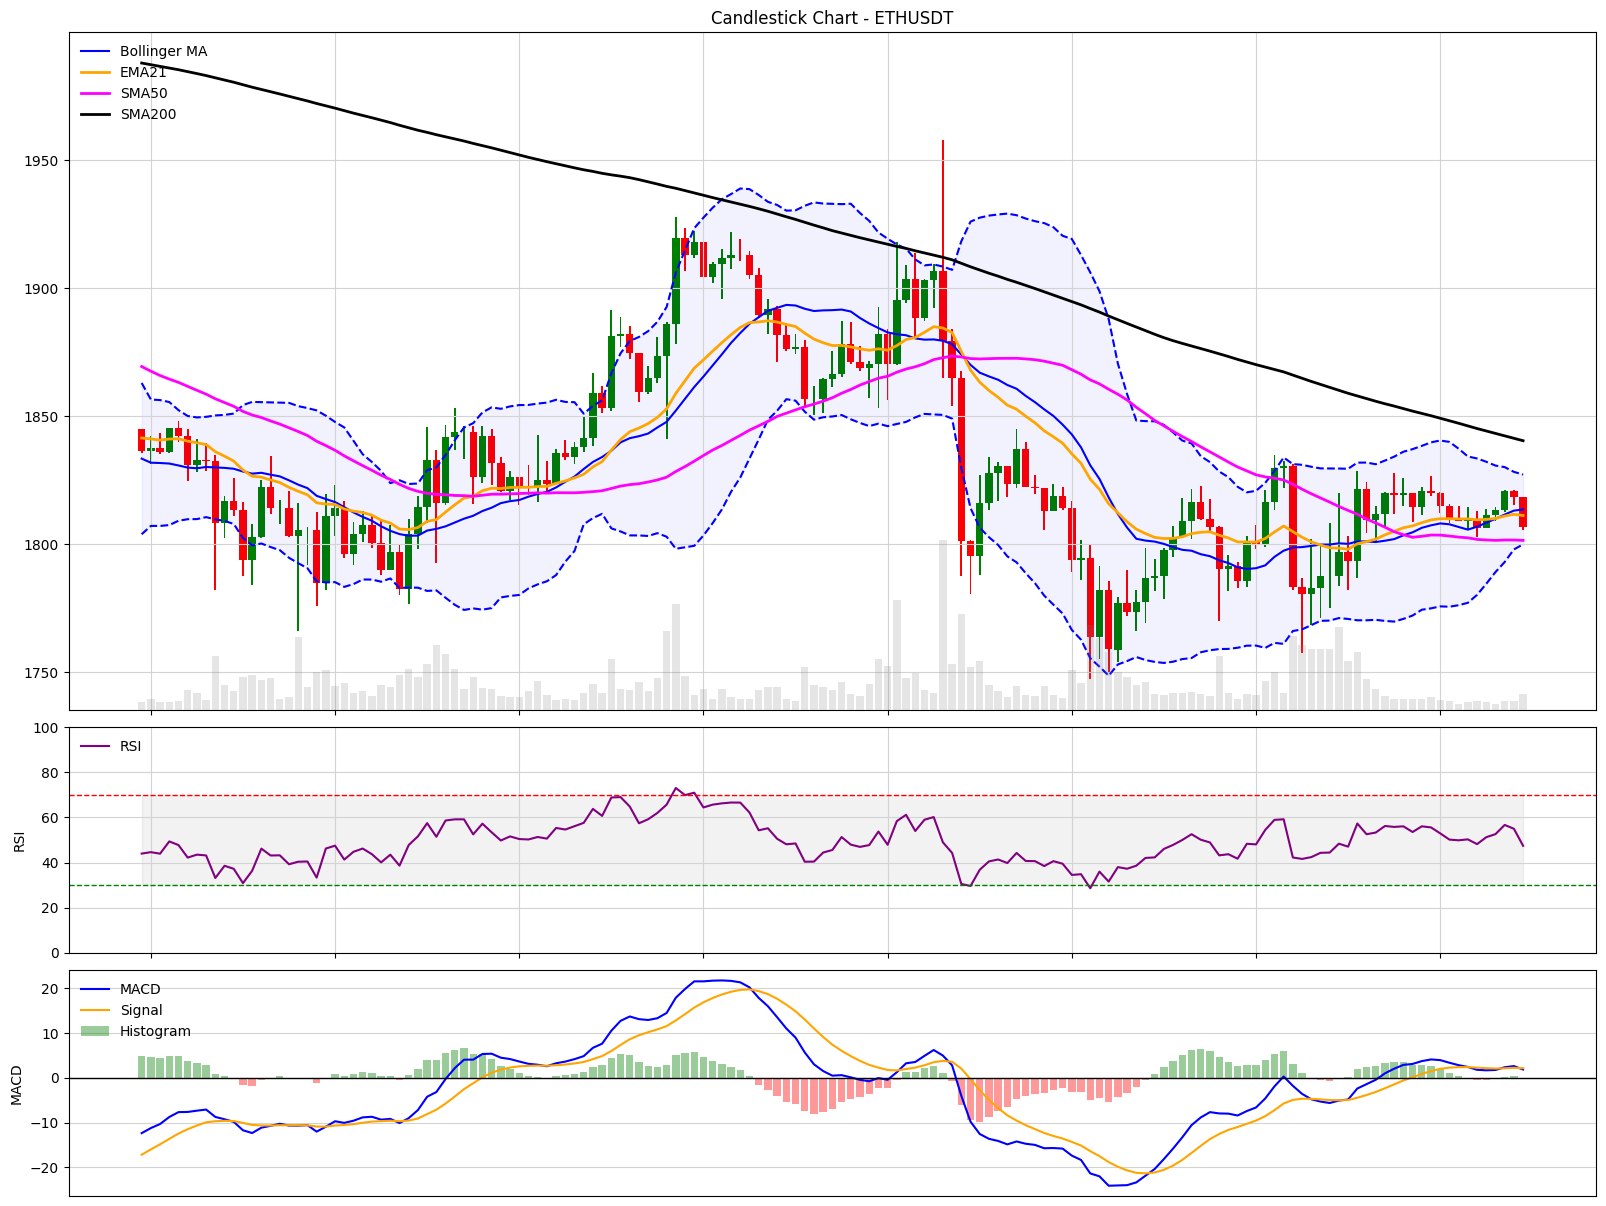 Candlestick Chart - ETHUSDT
Bollinger MA
EMA21
SMA50
SMA200
1950
1900
1850
1800
1750
RSI
100
80
60
40
20
0
RSI
MACD
Signal
Histogram
20
10
0
−10
−20
MACD